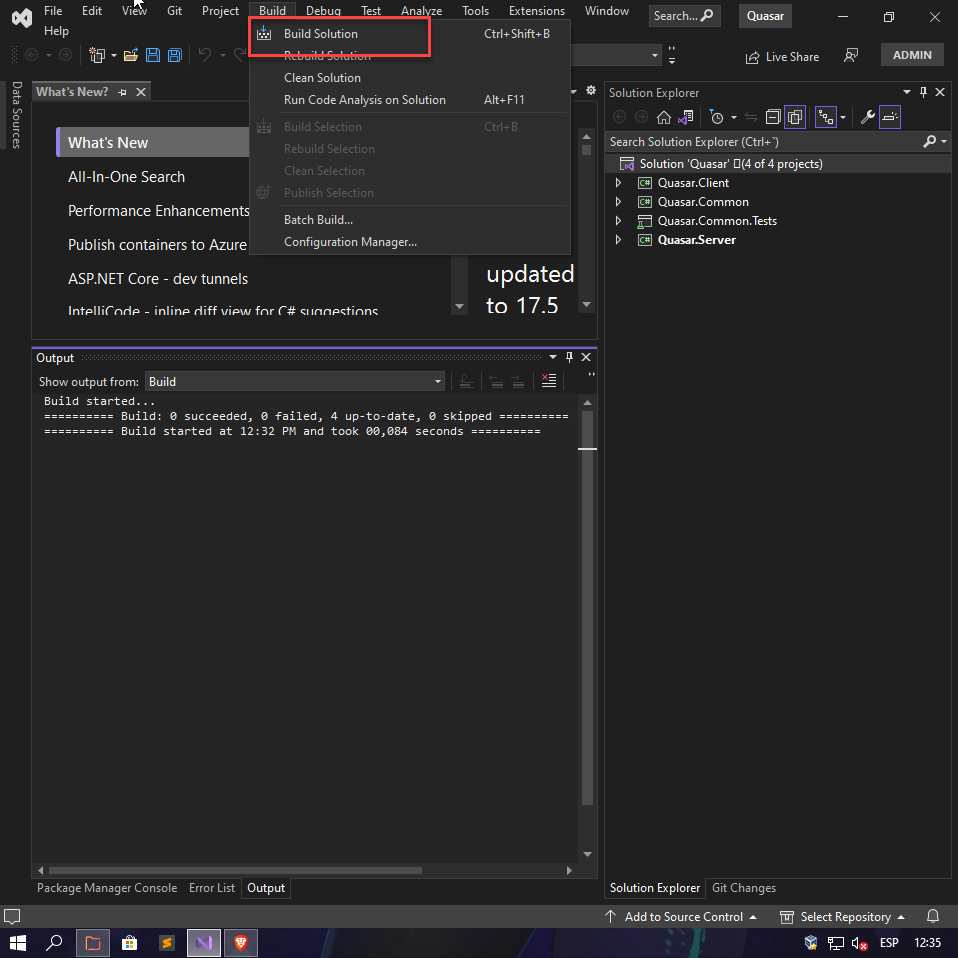 File Edit View Git Project Build Debug Test Analyze Tools Extensions Window Search... Quasar
Help
Build Solution Ctrl+Shift+B
Rebuild Solution
Clean Solution
Run Code Analysis on Solution Alt+F11
Build Selection Ctrl+B
Rebuild Selection
Clean Selection
Publish Selection
Batch Build...
Configuration Manager...
Live Share
ADMIN
Data Sources
What's New?
What's New
All-In-One Search
Performance Enhancements
Publish containers to Azure
ASP.NET Core - dev tunnels
IntelliCode - inline diff view for C# suggestions
updated
to 17.5
Solution Explorer
Search Solution Explorer (Ctrl+´)
Solution 'Quasar' (4 of 4 projects)
C# Quasar.Client
C# Quasar.Common
Quasar.Common.Tests
C# Quasar.Server
Output
Show output from: Build
Build started...
========== Build: 0 succeeded, 0 failed, 4 up-to-date, 0 skipped ==========
========== Build started at 12:32 PM and took 00,084 seconds ==========
Package Manager Console Error List Output
Solution Explorer Git Changes
Add to Source Control Select Repository
ESP 12:35